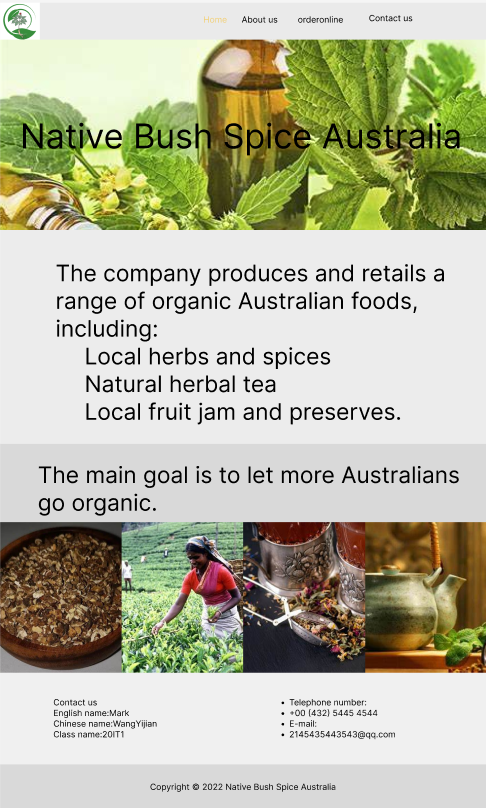 Home About us orderonline Contact us
Native Bush Spice Australia
The company produces and retails a
range of organic Australian foods,
including:
Local herbs and spices
Natural herbal tea
Local fruit jam and preserves.
The main goal is to let more Australians
go organic.
Contact us
English name:Mark
Chinese name:WangYijian
Class name:20IT1
• Telephone number:
• +00 (432) 5445 4544
• E-mail:
• 2145435443543@qq.com
Copyright © 2022 Native Bush Spice Australia